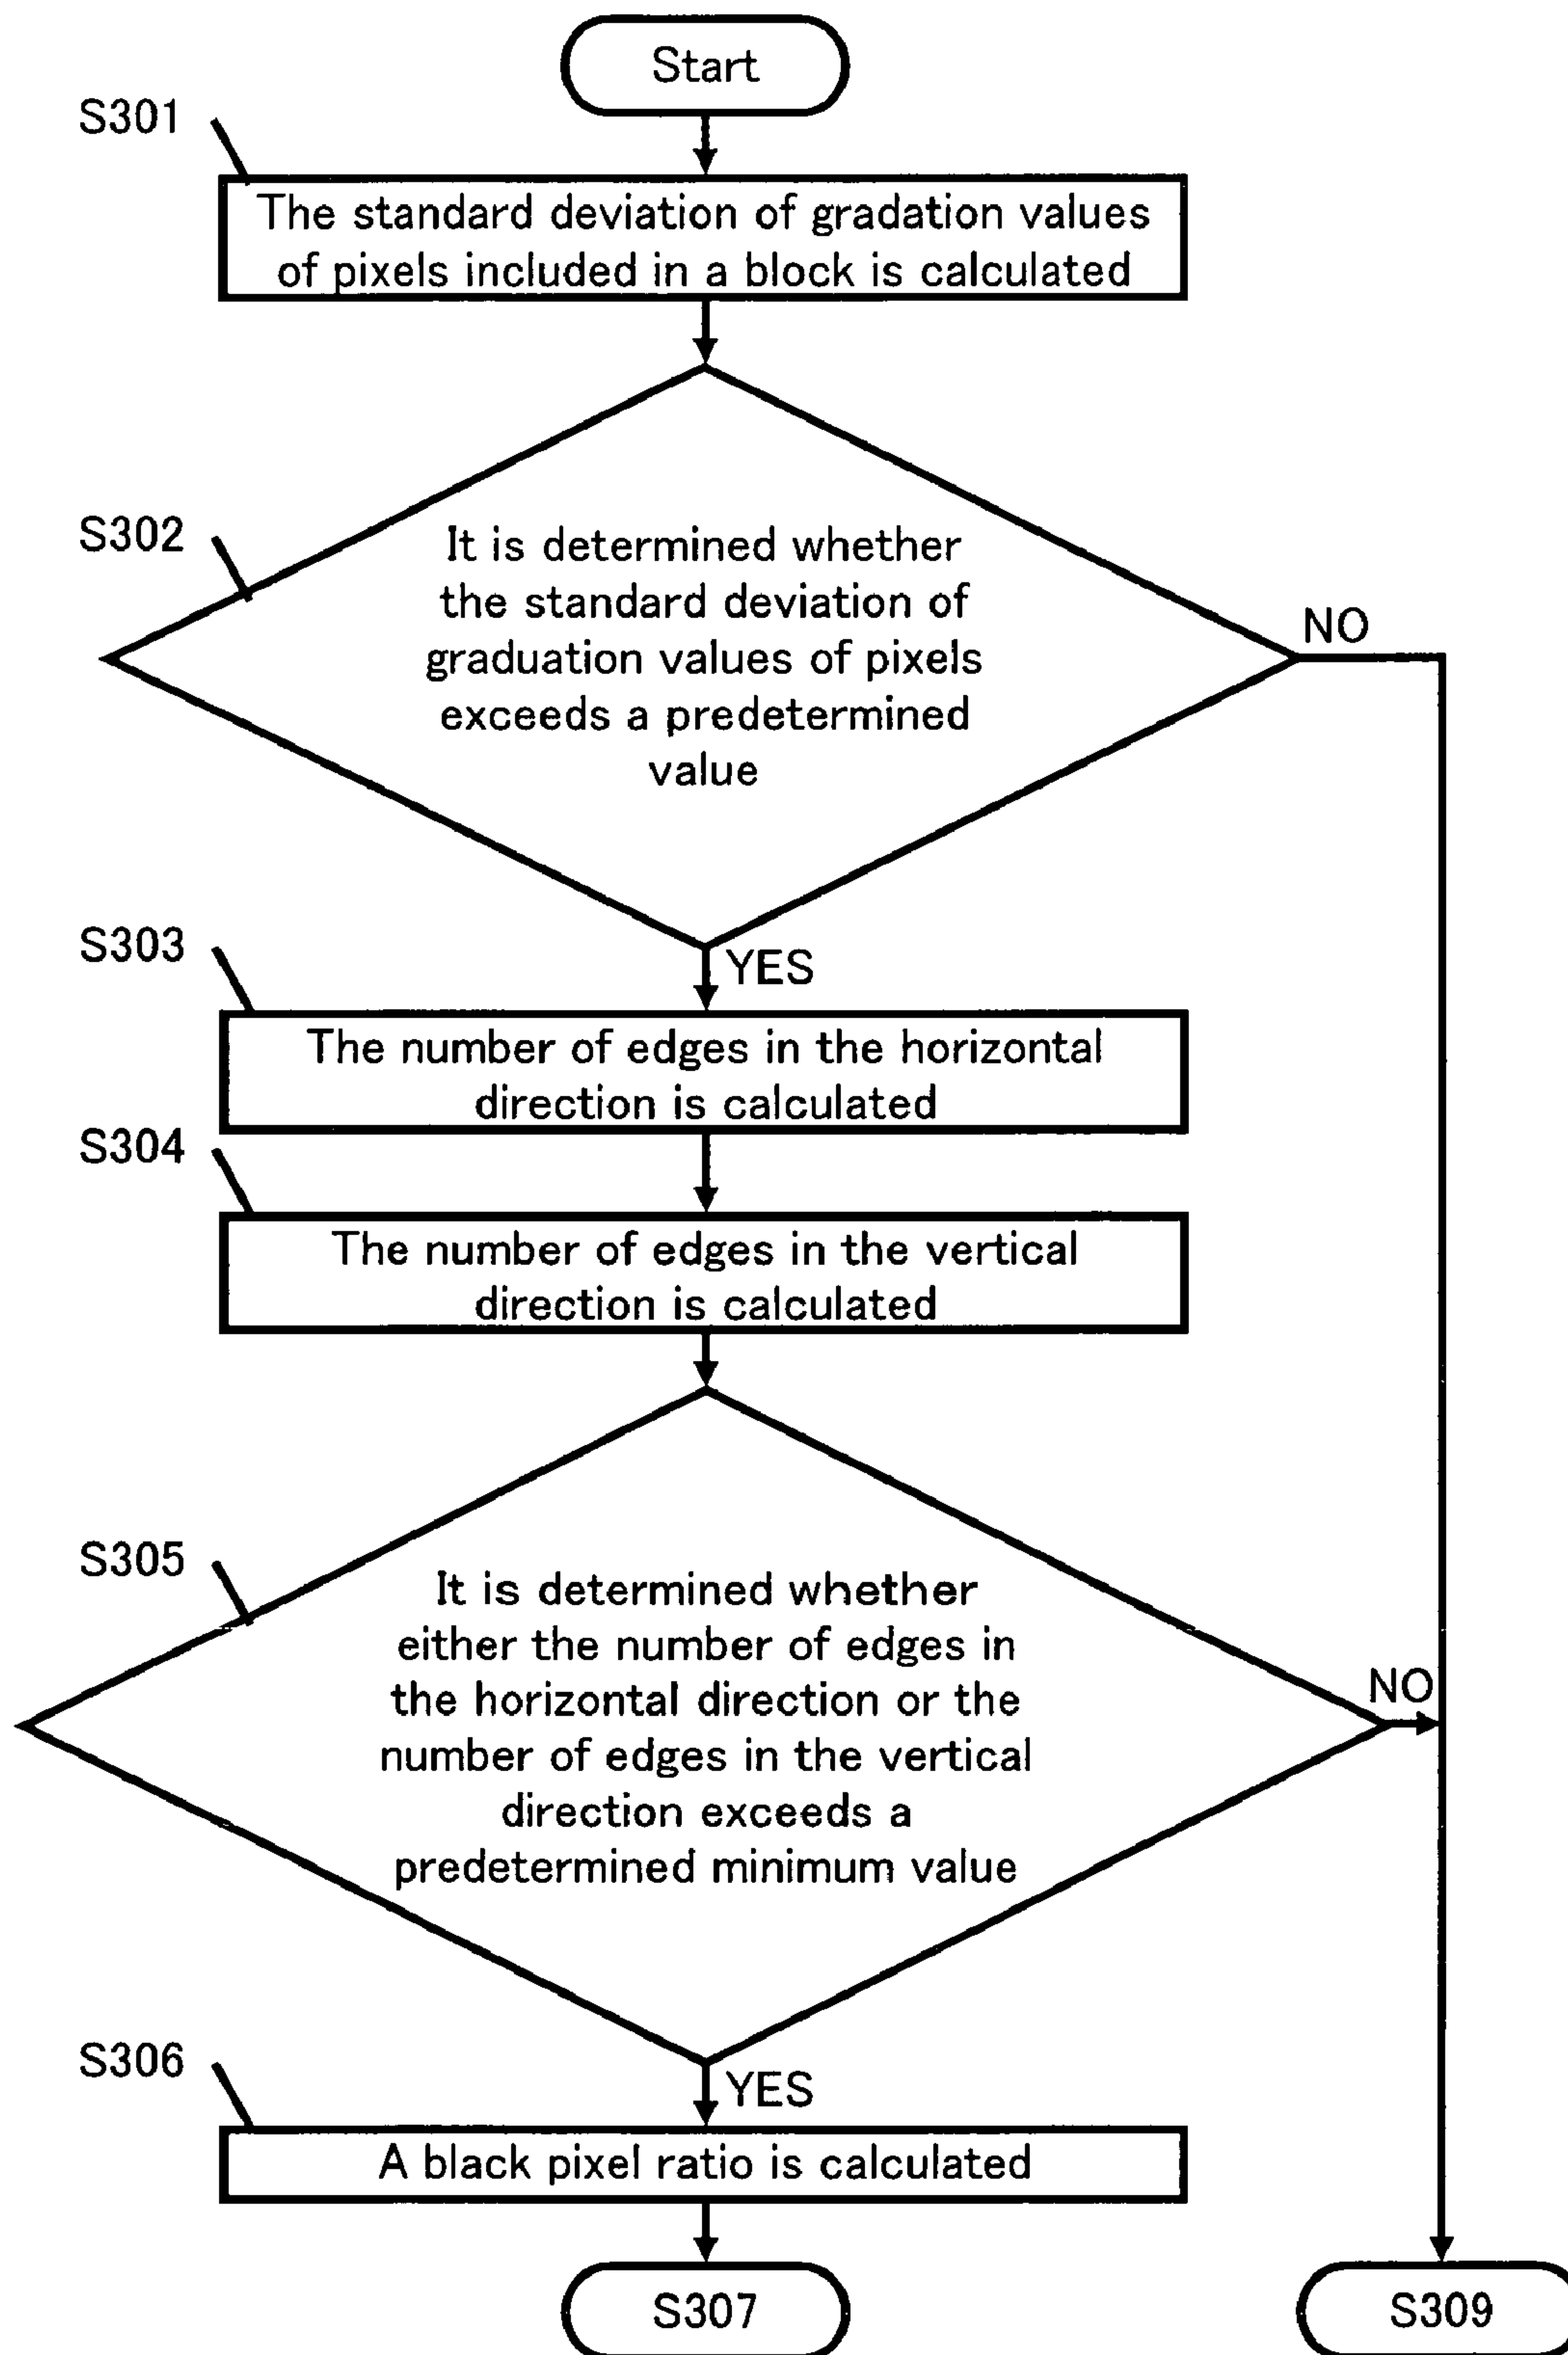 Start
S301
The standard deviation of gradation values
of pixels included in a block is calculated
S302
It is determined whether
the standard deviation of
graduation values of pixels
exceeds a predetermined
value
NO
S303
YES
The number of edges in the horizontal
direction is calculated
S304
The number of edges in the vertical
direction is calculated
S305
It is determined whether
either the number of edges in
the horizontal direction or the
number of edges in the vertical
direction exceeds a
predetermined minimum value
NO
S306
YES
A black pixel ratio is calculated
S307
S309